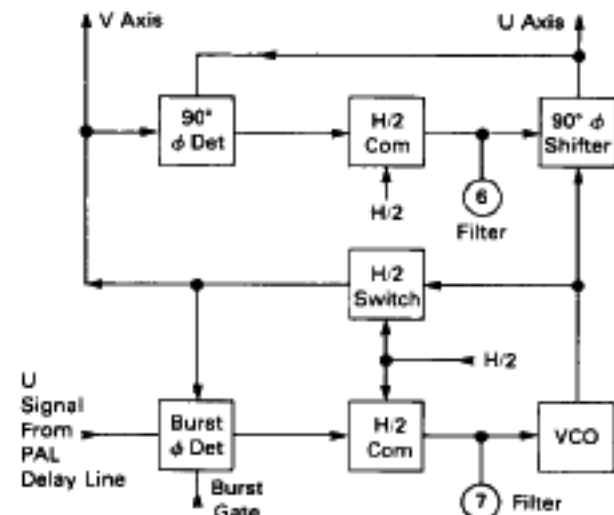 V Axis
U Axis
90°
ϕ Det
H/2
Com
90° ϕ
Shifter
H/2
6
Filter
H/2
Switch
H/2
U
Signal
From
PAL
Delay Line
Burst
ϕ Det
H/2
Com
VCO
Burst
Gate
7
Filter